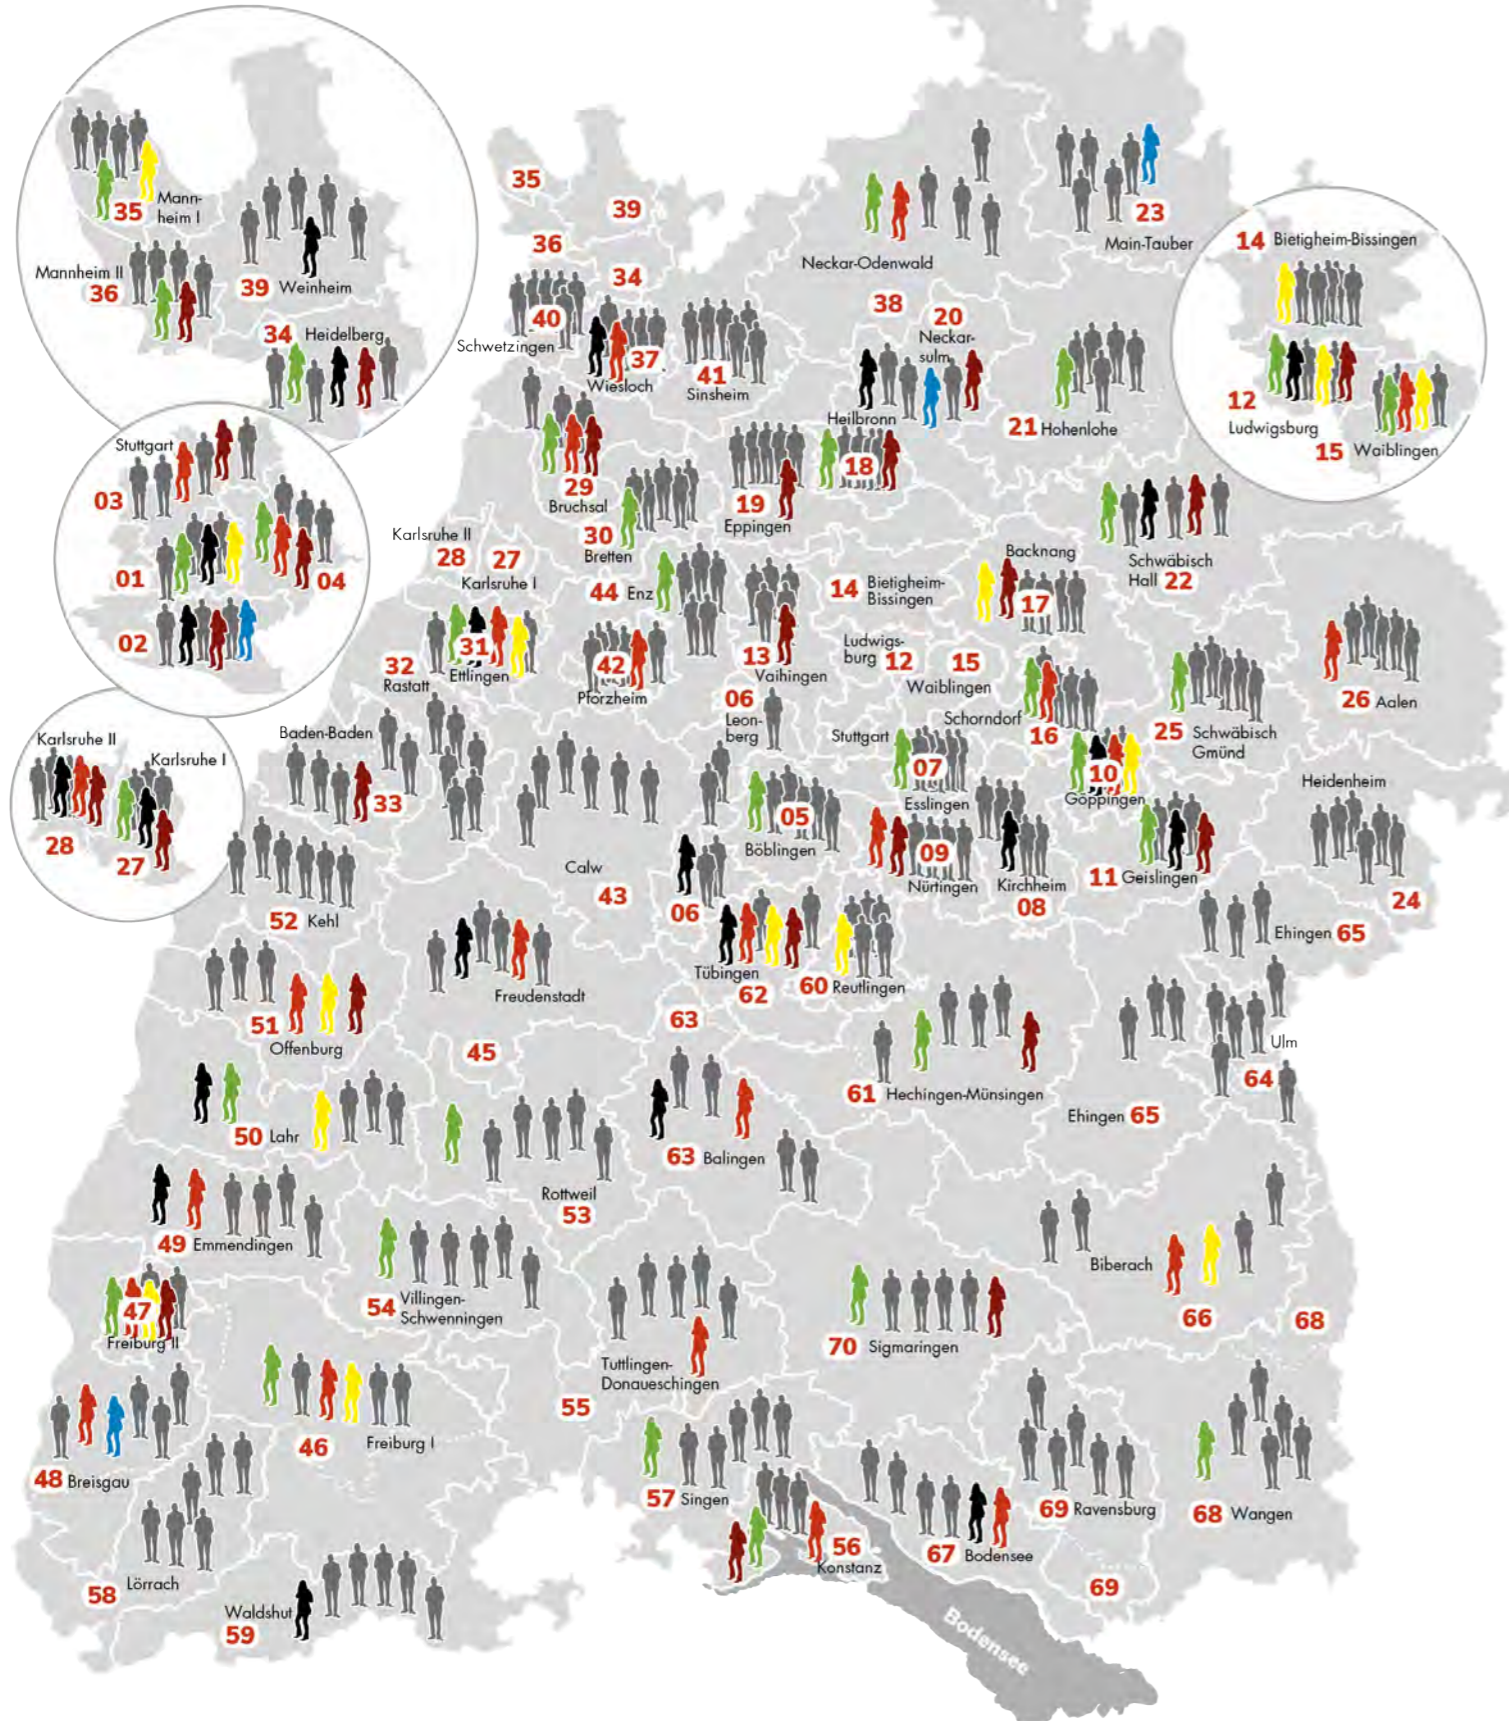 35
Mann-
heim I
Mannheim II
36
39 Weinheim
34 Heidelberg
Stuttgart
03
01
04
02
Karlsruhe II
Karlsruhe I
28
27
35
39
36
34
40
Schwetzingen
37
Wiesloch
41
Sinsheim
Neckar-Odenwald
38
23
Main-Tauber
14 Bietigheim-Bissingen
12
Ludwigsburg
15 Waiblingen
20
Neckar-
sulm
Heilbronn
18
21 Hohenlohe
29
Bruchsal
30
Bretten
19
Eppingen
Karlsruhe II
28 27
Karlsruhe I
44 Enz
14 Bietigheim-
Bissingen
Backnang
17
Schwäbisch
Hall 22
32
Rastatt
31
Ettlingen
42
Pforzheim
13
Vaihingen
Ludwigs-
burg 12
15
Waiblingen
06
Leon-
berg
Stuttgart
Schorndorf
16
25 Schwäbisch
Gmünd
26 Aalen
Baden-Baden
33
07
Esslingen
10
Göppingen
Heidenheim
24
05
Böblingen
09
Nürtingen
Kirchheim
08
11 Geislingen
Calw
43
06
52 Kehl
Ehingen 65
Freudenstadt
45
Tübingen
62
60 Reutlingen
63
51
Offenburg
61 Hechingen-Münsingen
Ulm
64
Ehingen 65
50 Lahr
63 Balingen
Rottweil
53
49 Emmendingen
54 Villingen-
Schwenningen
Biberach
66
68
47
Freiburg II
Tuttlingen-
Donaueschingen
55
70 Sigmaringen
46
Freiburg I
48 Breisgau
57 Singen
56
Konstanz
67 Bodensee
69 Ravensburg
68 Wangen
69
58 Lörrach
Waldshut
59
Bodensee